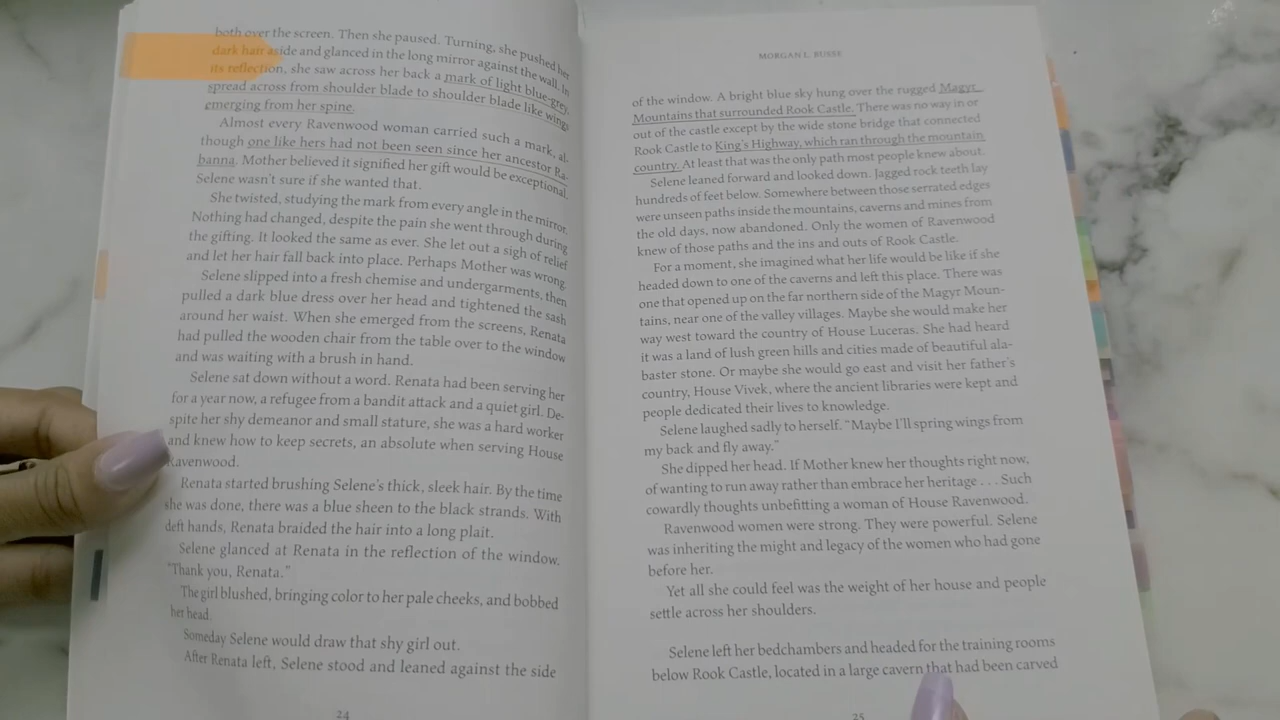 both over the screen. Then she paused. Turning, she pushed her
dark hair aside and glanced in the long mirror against the wall. In
its reflection, she saw across her back a mark of light blue-grey,
spread across from shoulder blade to shoulder blade like wings
emerging from her spine.
Almost every Ravenwood woman carried such a mark, al-
though one like hers had not been seen since her ancestor Ra-
banna. Mother believed it signified her gift would be exceptional.
Selene wasn't sure if she wanted that.
She twisted, studying the mark from every angle in the mirror.
Nothing had changed, despite the pain she went through during
the gifting. It looked the same as ever. She let out a sigh of relief
and let her hair fall back into place. Perhaps Mother was wrong.
Selene slipped into a fresh chemise and undergarments, then
pulled a dark blue dress over her head and tightened the sash
around her waist. When she emerged from the screens, Renata
had pulled the wooden chair from the table over to the window
and was waiting with a brush in hand.
Selene sat down without a word. Renata had been serving her
for a year now, a refugee from a bandit attack and a quiet girl. De-
spite her shy demeanor and small stature, she was a hard worker
and knew how to keep secrets, an absolute when serving House
Ravenwood.
Renata started brushing Selene's thick, sleek hair. By the time
she was done, there was a blue sheen to the black strands. With
deft hands, Renata braided the hair into a long plait.
Selene glanced at Renata in the reflection of the window.
"Thank you, Renata."
The girl blushed, bringing color to her pale cheeks, and bobbed
her head.
Someday Selene would draw that shy girl out.
After Renata left, Selene stood and leaned against the side
24
MORGAN L. BUSSE
of the window. A bright blue sky hung over the rugged Magyr
Mountains that surrounded Rook Castle. There was no way in or
out of the castle except by the wide stone bridge that connected
Rook Castle to King's Highway, which ran through the mountain
country. At least that was the only path most people knew about.
Selene leaned forward and looked down. Jagged rock teeth lay
hundreds of feet below. Somewhere between those serrated edges
were unseen paths inside the mountains, caverns and mines from
the old days, now abandoned. Only the women of Ravenwood
knew of those paths and the ins and outs of Rook Castle.
For a moment, she imagined what her life would be like if she
headed down to one of the caverns and left this place. There was
one that opened up on the far northern side of the Magyr Moun-
tains, near one of the valley villages. Maybe she would make her
way west toward the country of House Luceras. She had heard
it was a land of lush green hills and cities made of beautiful ala-
baster stone. Or maybe she would go east and visit her father's
country, House Vivek, where the ancient libraries were kept and
people dedicated their lives to knowledge.
Selene laughed sadly to herself. "Maybe I'll spring wings from
my back and fly away."
She dipped her head. If Mother knew her thoughts right now,
of wanting to run away rather than embrace her heritage . . . Such
cowardly thoughts unbefitting a woman of House Ravenwood.
Ravenwood women were strong. They were powerful. Selene
was inheriting the might and legacy of the women who had gone
before her.
Yet all she could feel was the weight of her house and people
settle across her shoulders.
Selene left her bedchambers and headed for the training rooms
below Rook Castle, located in a large cavern that had been carved
25